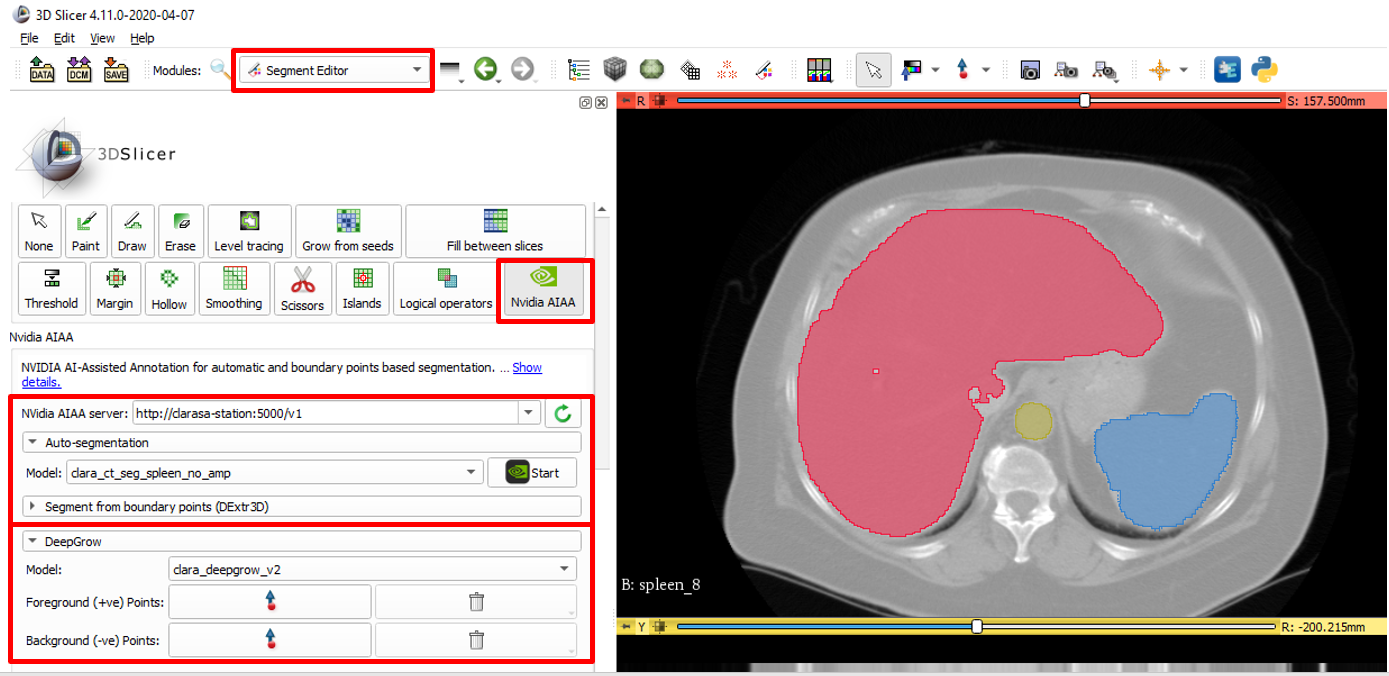 3D Slicer 4.11.0-2020-04-07
File Edit View Help
DATA DCM SAVE Modules: Segment Editor
R S: 157.500mm
3DSlicer
None Paint Draw Erase Level tracing Grow from seeds Fill between slices
Threshold Margin Hollow Smoothing Scissors Islands Logical operators Nvidia AIAA
Nvidia AIAA
NVIDIA AI-Assisted Annotation for automatic and boundary points based segmentation. ... Show
details.
NVidia AIAA server: http://clarasa-station:5000/v1
Auto-segmentation
Model: clara_ct_seg_spleen_no_amp Start
Segment from boundary points (DExtr3D)
DeepGrow
Model: clara_deepgrow_v2
Foreground (+ve) Points:
Background (-ve) Points:
B: spleen_8
Y R: -200.215mm